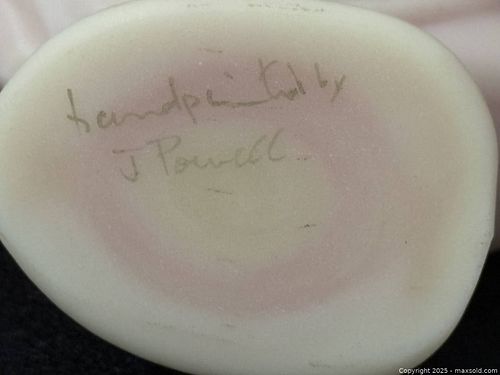 handpainted by
J Powell
Copyright 2025 - maxsold.com